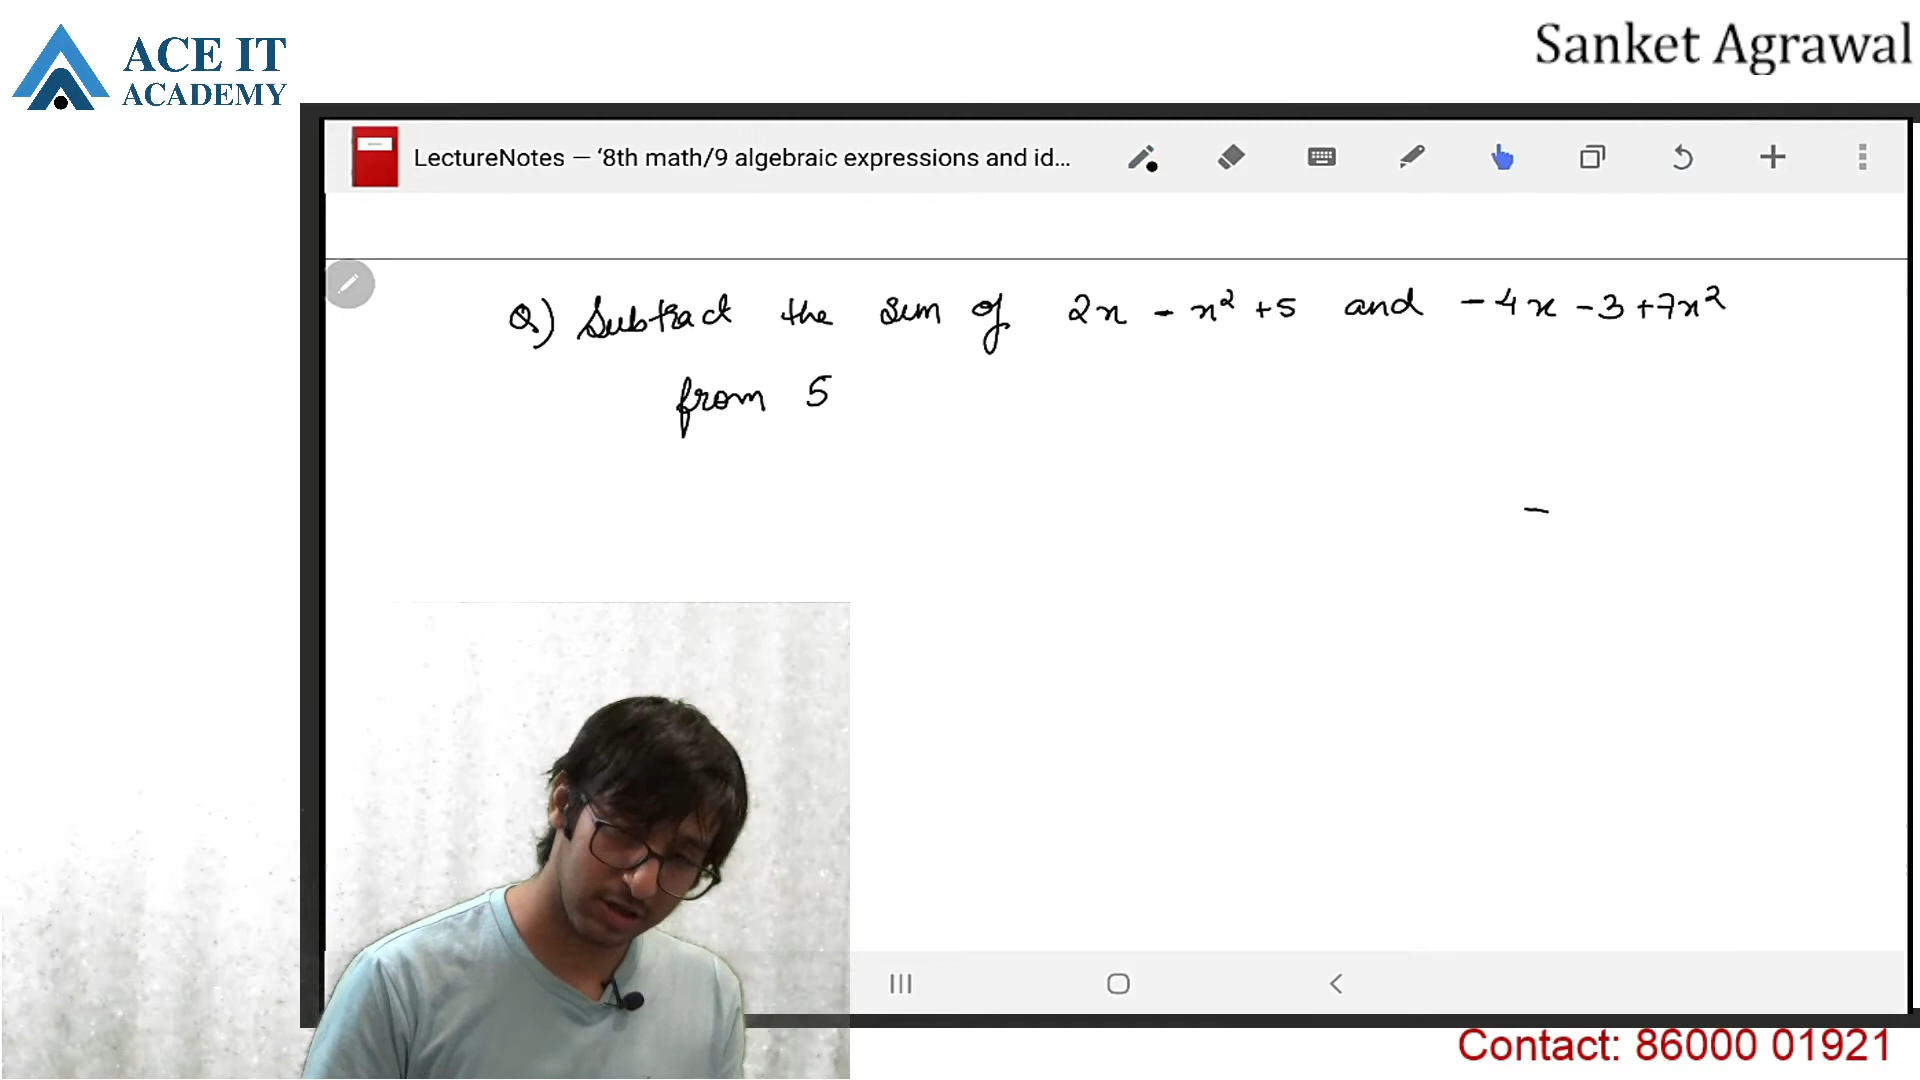 ACE IT
ACADEMY
Sanket Agrawal
LectureNotes — ‘8th math/9 algebraic expressions and id...
Q) Subtract the sum of 2x - x² +5 and -4x -3 +7x²
from 5
-
Contact: 86000 01921